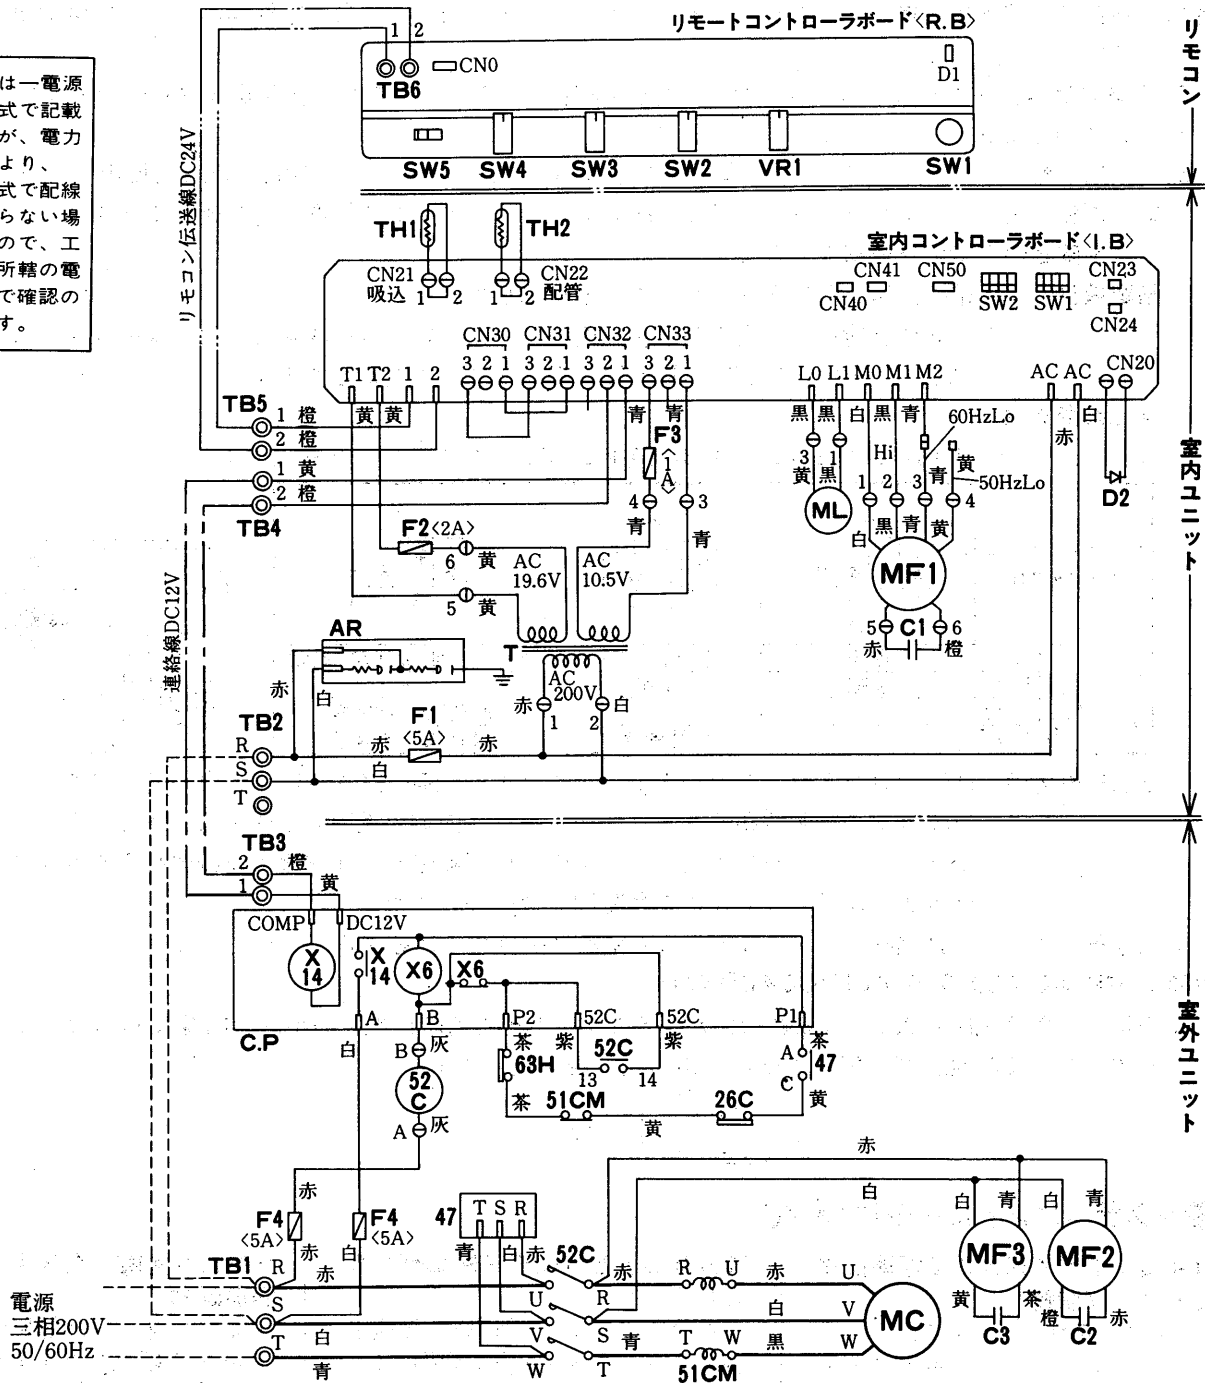 リモートコントローラボード〈R.B〉
リモコン
1 2
CN0
TB6
D1
SW5 SW4 SW3 SW2 VR1 SW1
は一電源
式で記載
が、電力
より、
式で配線
らない場
ので、工
所轄の電
で確認の
す。
リモコン伝送線DC24V
TH1 TH2
室内コントローラボード〈I.B〉
CN21 CN22
吸込 1 2 1 2 配管
CN41 CN50 CN23
CN40 SW2 SW1
CN24
CN30 CN31 CN32 CN33
3 2 1 3 2 1 3 2 1 3 2 1
CN20
T1 T2 1 2
L0 L1 M0 M1 M2 AC AC
TB5
1 橙 黄 黄
2 橙
青 青
F3
〈1A〉
黒 黒 白 黒 青
60HzLo
赤 白
1 黄
2 橙
TB4
3 1
黄 黒
Hi
1 2 3 4
青 黄
50HzLo
ML
D2
室内ユニット
4 3
青 青
F2〈2A〉
6 黄
5 黄
AC
19.6V
AC
10.5V
白 黒 青 黄
MF1
5 C1 6
赤 橙
連絡線DC12V
AR
T
AC
200V
赤 白
赤 1 2 白
TB2
F1
〈5A〉
R 赤 赤
S 白
T
TB3
2 橙
1 黄
COMP DC12V
X
14
X
14
X6
X6
A B P2 52C 52C P1
C.P
白 灰 茶 紫 紫 茶
B
63H
52C
13 14
A
47
C
52
C
茶 51CM 26C 黄
黄
A 灰
室外ユニット
赤
白
赤
F4
〈5A〉
F4
〈5A〉
赤 白
47
T S R
青 白 赤
52C
白 青 白 青
MF3 MF2
黄 茶 橙 赤
C3 C2
TB1
R 赤
S 白
T 青
電源
三相200V
50/60Hz
U R
V S
W T
赤 R U 赤 U
白 V
青 T W 黒 W
51CM
MC